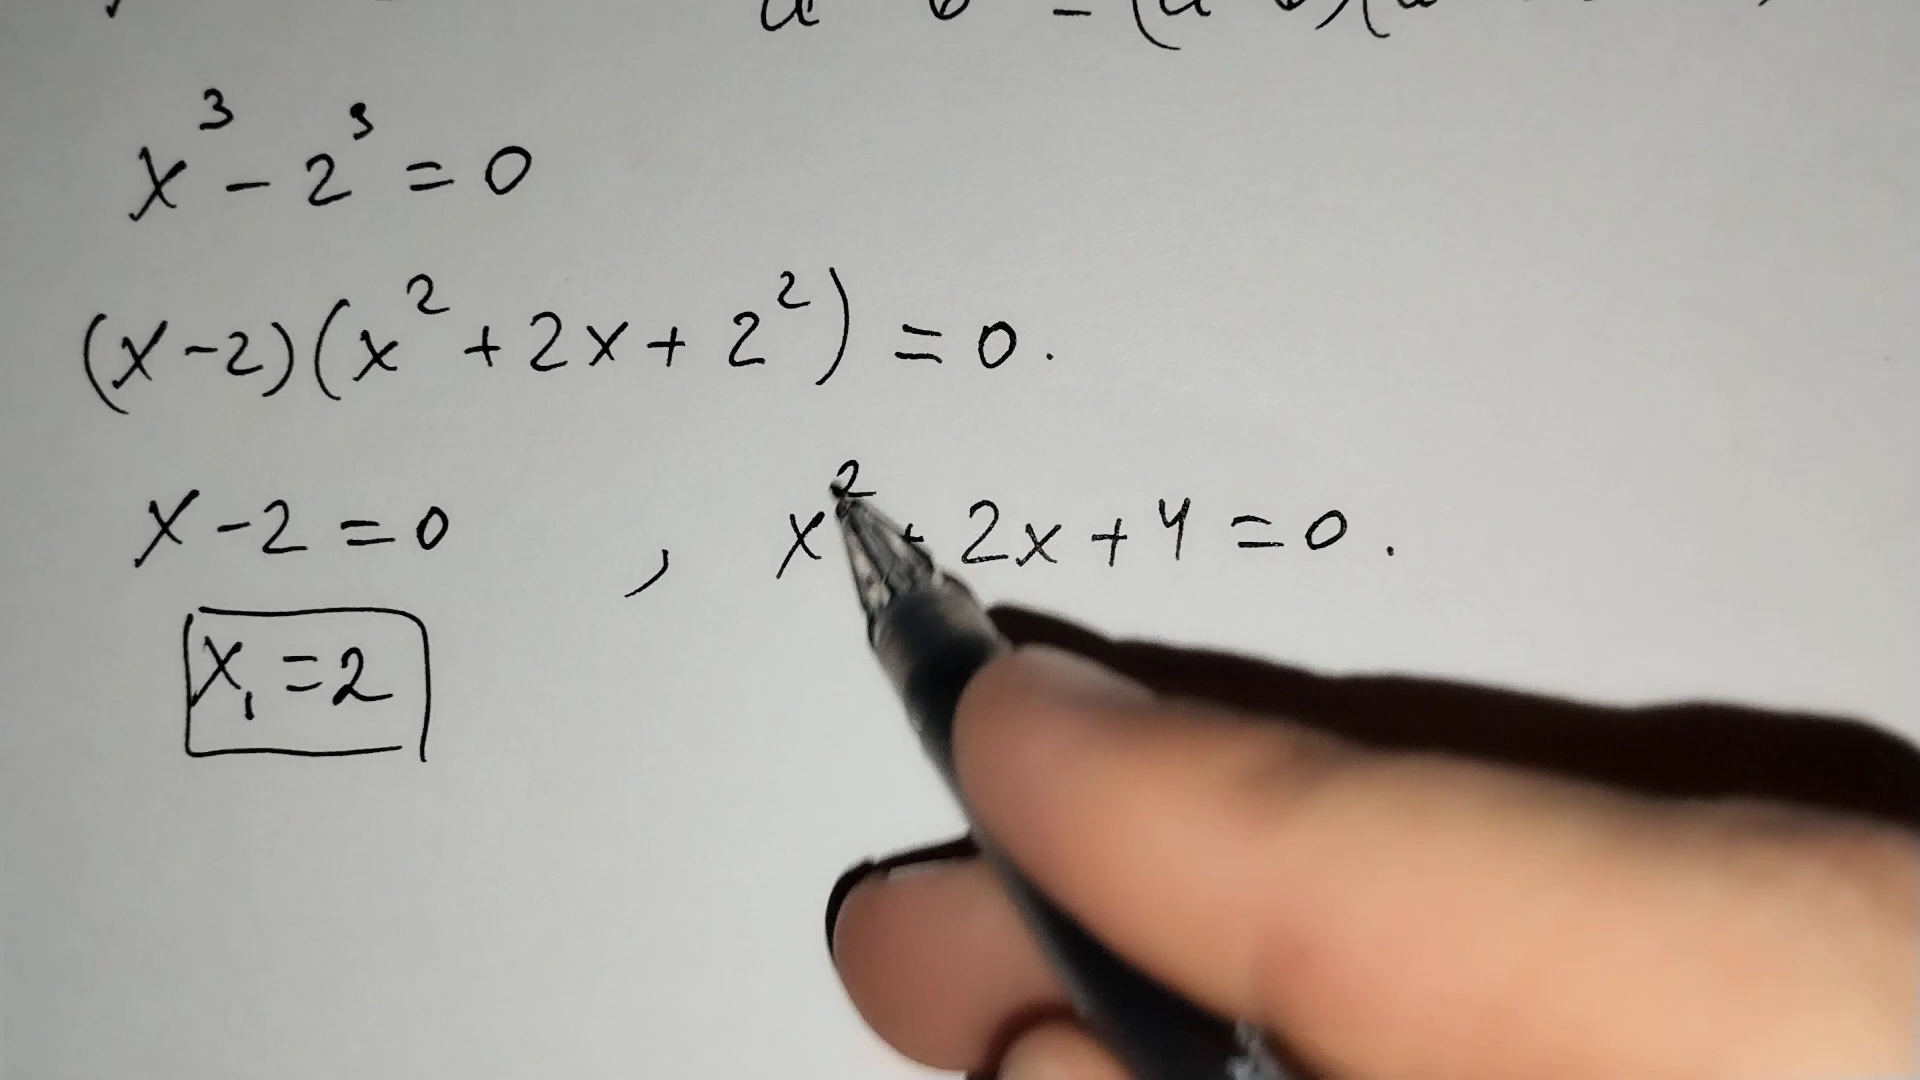 x³ - 2³ = 0
(x-2)(x² + 2x + 2²) = 0.
x - 2 = 0 , x² + 2x + 4 = 0.
x₁ = 2